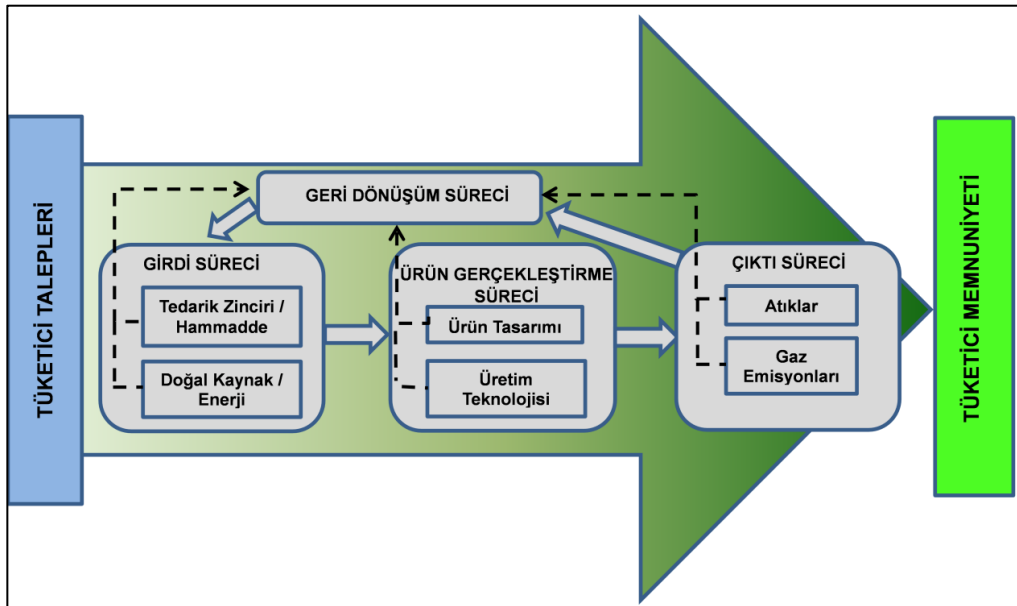 TÜKETİCİ TALEPLERİ
GERİ DÖNÜŞÜM SÜRECİ
GİRDİ SÜRECİ
Tedarik Zinciri /
Hammadde
Doğal Kaynak /
Enerji
ÜRÜN GERÇEKLEŞTİRME
SÜRECİ
Ürün Tasarımı
Üretim
Teknolojisi
ÇIKTI SÜRECİ
Atıklar
Gaz
Emisyonları
TÜKETİCİ MEMNUNİYETİ